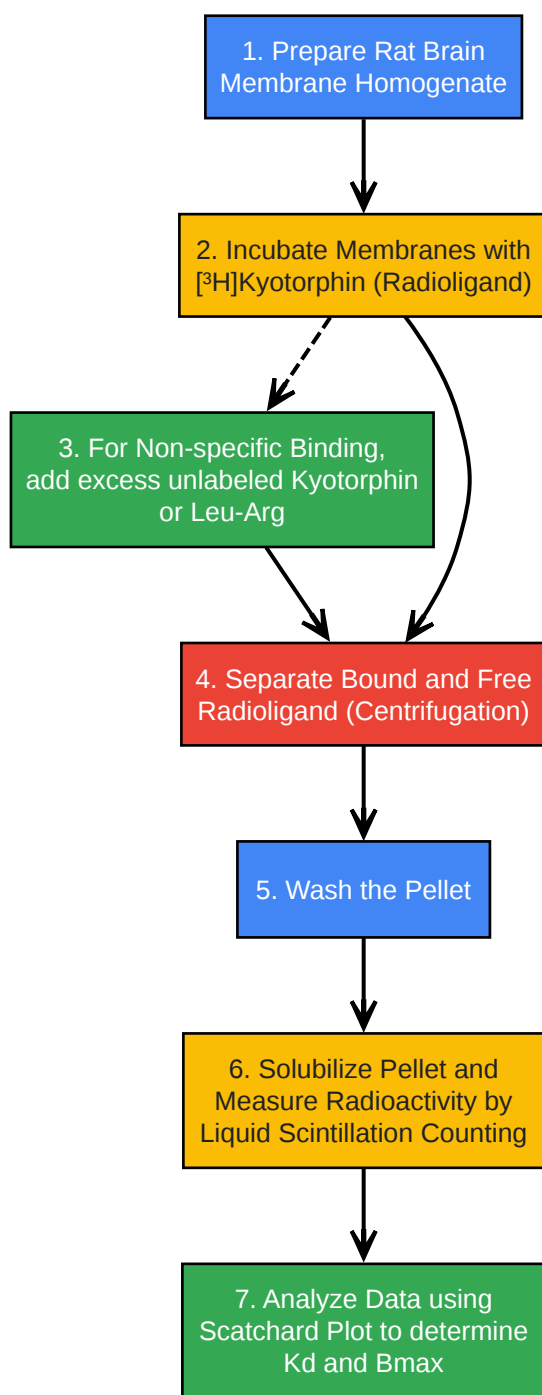 1. Prepare Rat Brain
Membrane Homogenate
2. Incubate Membranes with
[³H]Kyotorphin (Radioligand)
3. For Non-specific Binding,
add excess unlabeled Kyotorphin
or Leu-Arg
4. Separate Bound and Free
Radioligand (Centrifugation)
5. Wash the Pellet
6. Solubilize Pellet and
Measure Radioactivity by
Liquid Scintillation Counting
7. Analyze Data using
Scatchard Plot to determine
Kd and Bmax